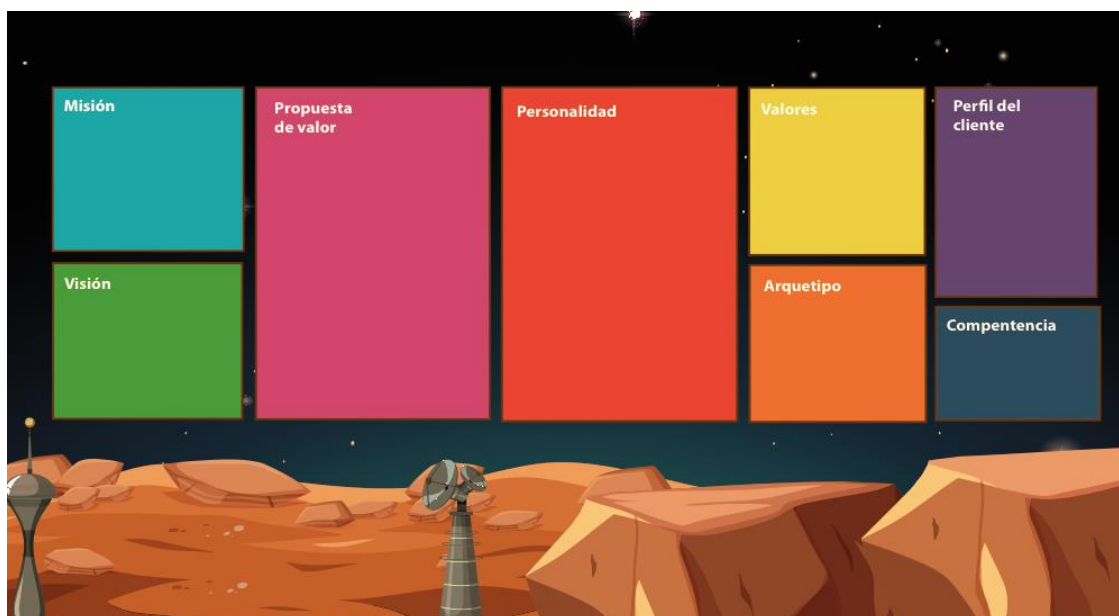 Misión
Propuesta
de valor
Personalidad
Valores
Perfil del
cliente
Visión
Arquetipo
Compentencia